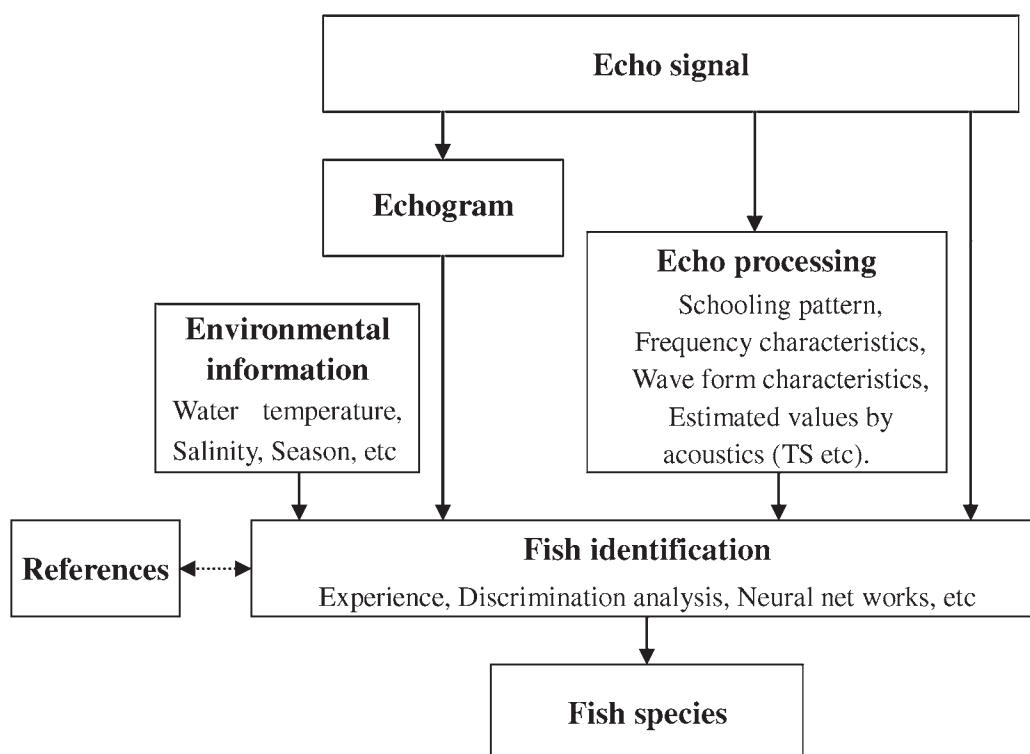 Echo signal
Echogram
Echo processing
Schooling pattern,
Frequency characteristics,
Wave form characteristics,
Estimated values by
acoustics (TS etc).
Environmental
information
Water temperature,
Salinity, Season, etc
References
Fish identification
Experience, Discrimination analysis, Neural net works, etc
Fish species